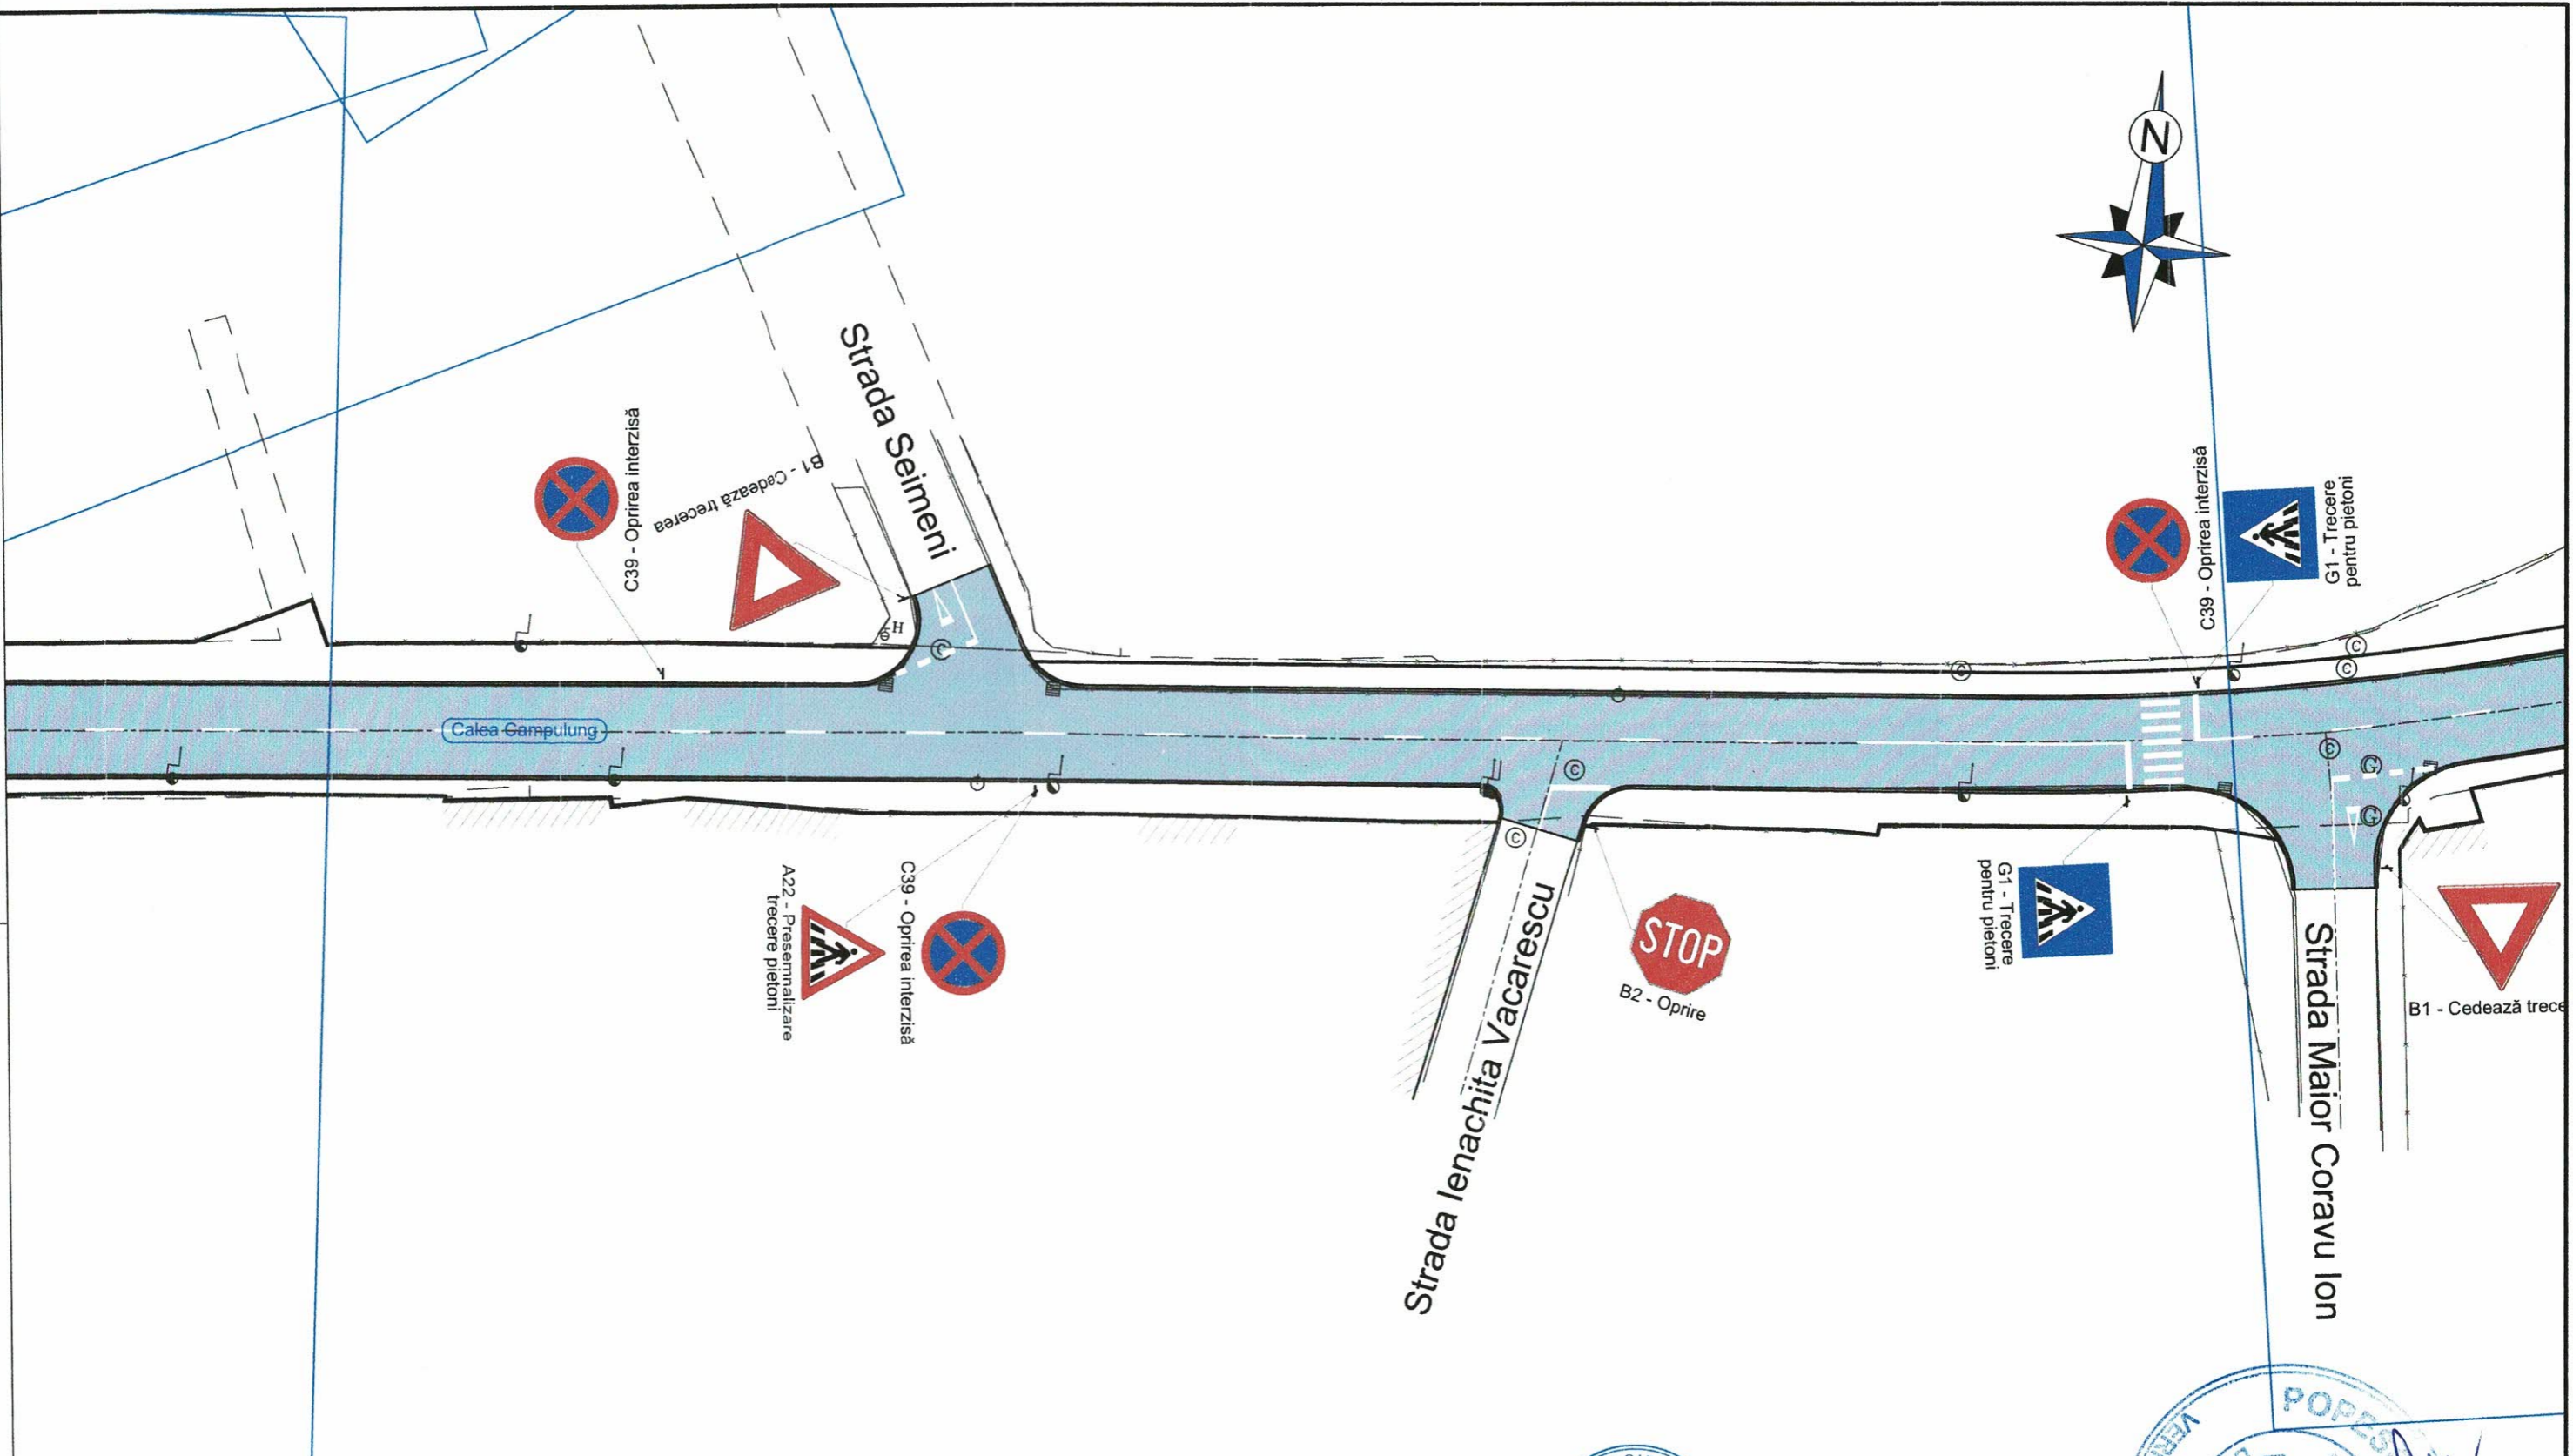 N
Strada Seimeni
C39 - Oprirea interzisă
B1 - Cedează trecerea
C39 - Oprirea interzisă
G1 - Trecere
pentru pietoni
H
C
C
C
C
Calea Campulung
C
C
G
G
C
A22 - Presemnalizare
trecere pietoni
C39 - Oprirea interzisă
Strada Ienachita Vacarescu
STOP
B2 - Oprire
G1 - Trecere
pentru pietoni
Strada Maior Coravu Ion
B1 - Cedează trece